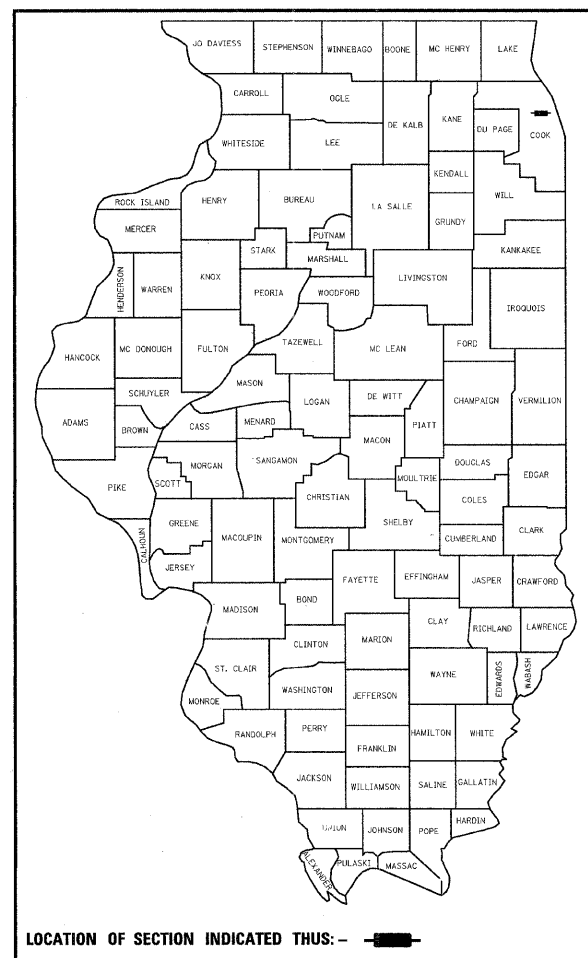 JO DAVIESS
STEPHENSON
WINNEBAGO
BOONE
MC HENRY
LAKE
CARROLL
OGLE
DE KALB
KANE
DU PAGE
COOK
WHITESIDE
LEE
KENDALL
WILL
ROCK ISLAND
HENRY
BUREAU
LA SALLE
GRUNDY
MERCER
PUTNAM
STARK
MARSHALL
KANKAKEE
HENDERSON
WARREN
KNOX
PEORIA
WOODFORD
LIVINGSTON
IROQUOIS
HANCOCK
MC DONOUGH
FULTON
TAZEWELL
MC LEAN
FORD
MASON
SCHUYLER
LOGAN
DE WITT
CHAMPAIGN
VERMILION
ADAMS
BROWN
CASS
MENARD
MACON
PIATT
PIKE
SCOTT
MORGAN
SANGAMON
CHRISTIAN
MOULTRIE
DOUGLAS
EDGAR
COLES
CALHOUN
GREENE
MACOUPIN
MONTGOMERY
SHELBY
CUMBERLAND
CLARK
JERSEY
MADISON
BOND
FAYETTE
EFFINGHAM
JASPER
CRAWFORD
CLINTON
MARION
CLAY
RICHLAND
LAWRENCE
ST. CLAIR
WASHINGTON
JEFFERSON
WAYNE
EDWARDS
WABASH
MONROE
RANDOLPH
PERRY
HAMILTON
WHITE
FRANKLIN
JACKSON
WILLIAMSON
SALINE
GALLATIN
UNION
JOHNSON
POPE
HARDIN
ALEXANDER
PULASKI
MASSAC
LOCATION OF SECTION INDICATED THUS: –